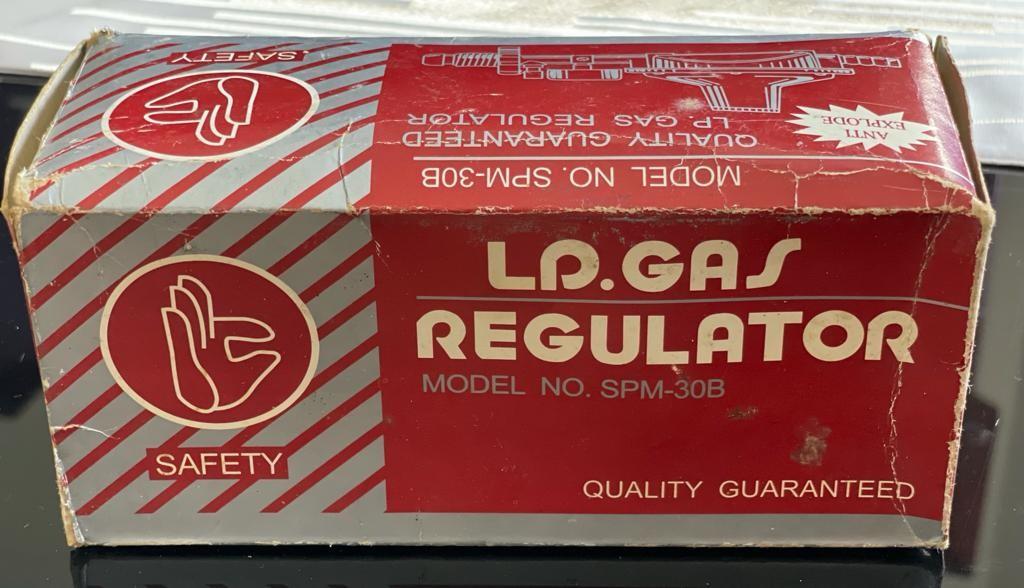 SAFETY
QUALITY GUARANTEED
LP GAS REGULATOR
MODEL NO. SPM-30B
ANTI
EXPLODE
LP.GAS
REGULATOR
MODEL NO. SPM-30B
SAFETY
QUALITY GUARANTEED